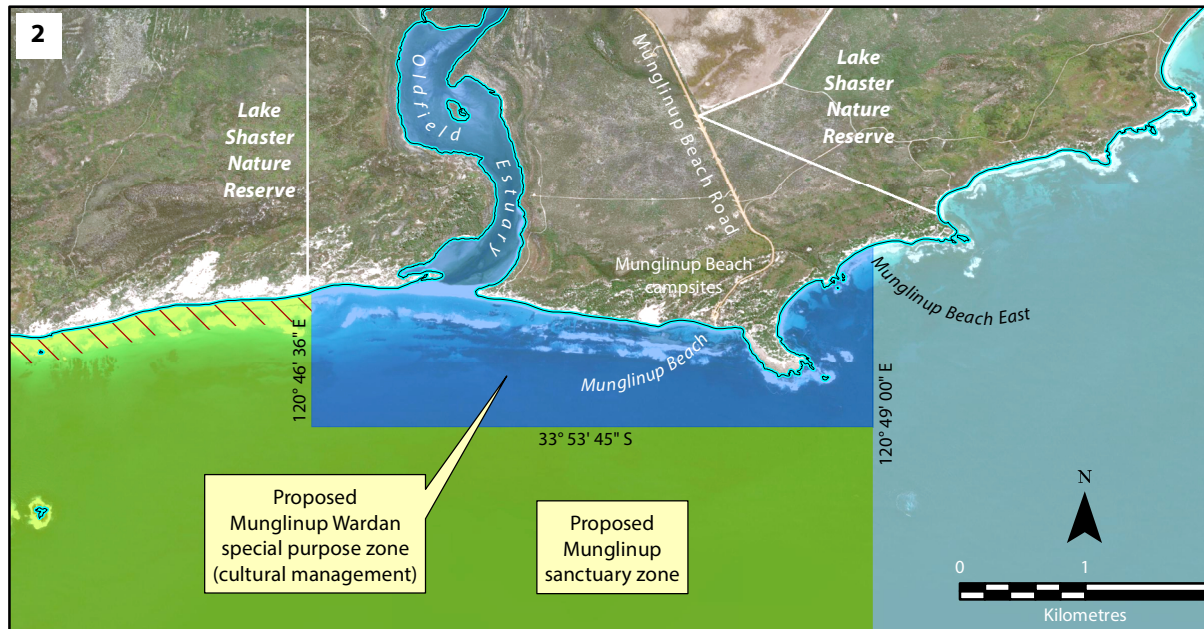 2
Oldfield
Estuary
Munglinup Beach Road
Lake
Shaster
Nature
Reserve
Lake
Shaster
Nature
Reserve
Munglinup Beach
campsites
Munglinup Beach East
Munglinup Beach
120° 46' 36" E
120° 49' 00" E
33° 53' 45" S
Proposed
Munglinup Wardan
special purpose zone
(cultural management)
Proposed
Munglinup
sanctuary zone
N
0 1
Kilometres